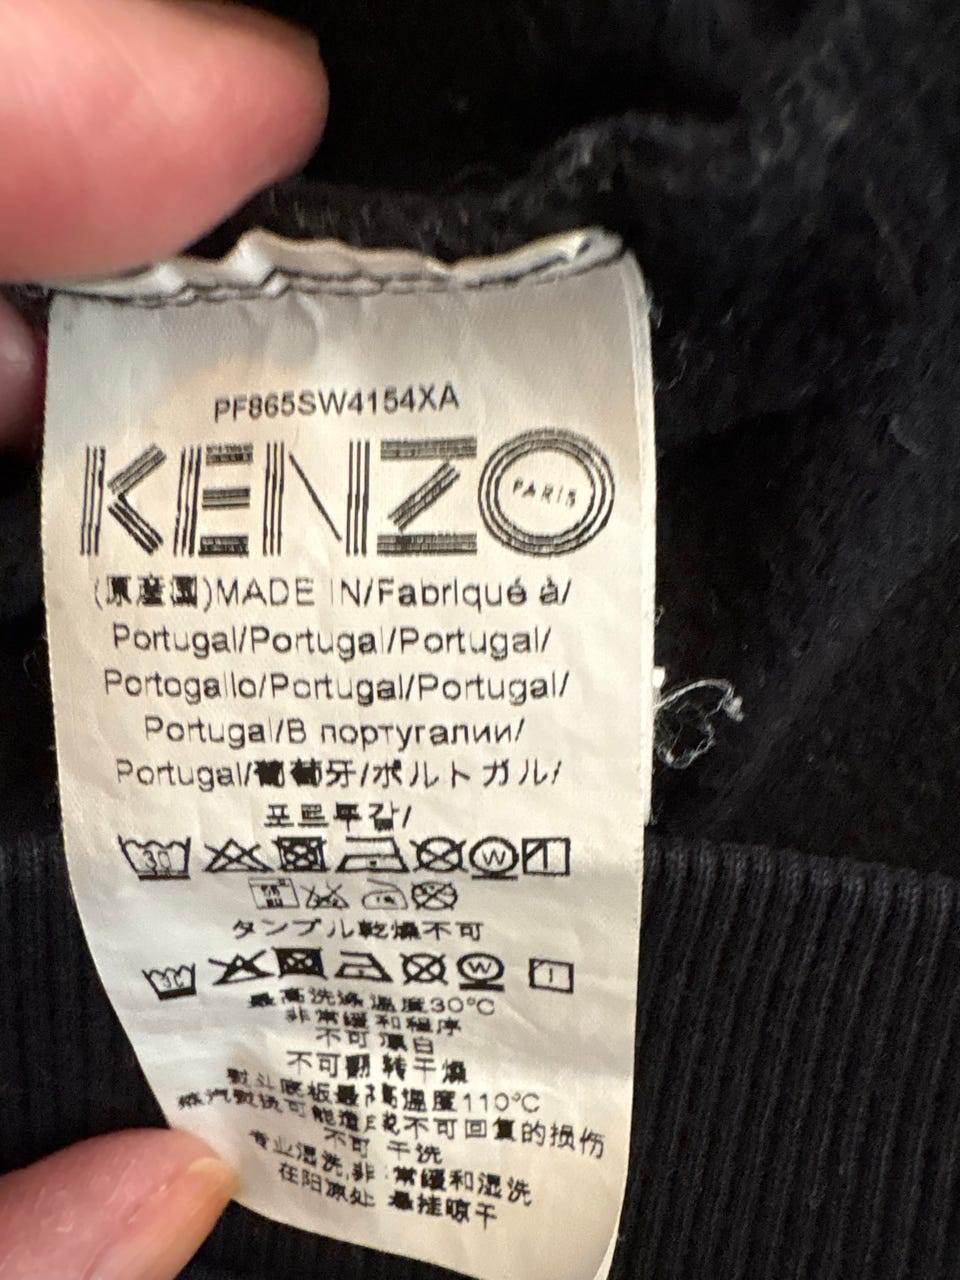 PF865SW4154XA
KENZO
PARIS
(原産國)MADE IN/Fabriqué à/
Portugal/Portugal/Portugal/
Portogallo/Portugal/Portugal/
Portugal/В португалии/
Portugal/葡萄牙/ポルトガル/
포르투갈/
30 W
タンブル乾燥不可
30 W
最高洗涤温度30°C
非常缓和程序
不可漂白
不可翻转干燥
熨斗底板最高温度110°C
蒸汽熨烫可能造成不可回复的损伤
不可干洗
专业湿洗,非常缓和湿洗
在阳凉处 悬挂晾干